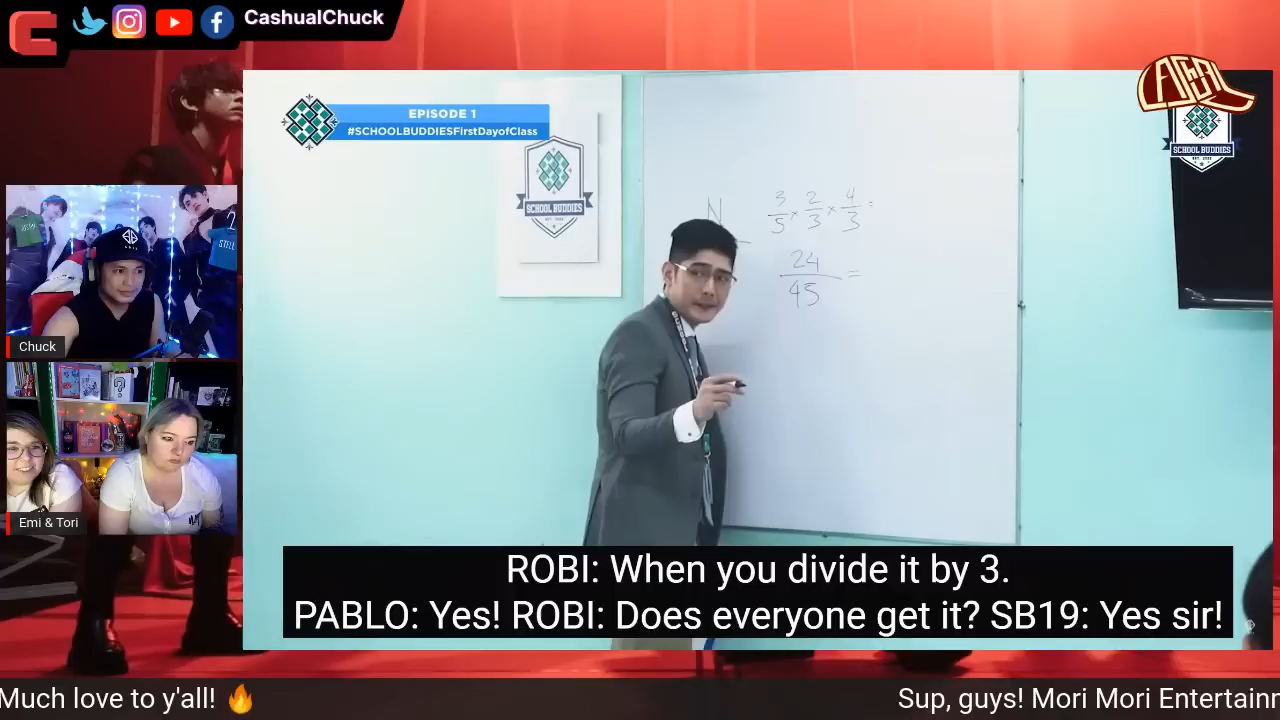 CashualChuck
EPISODE 1
#SCHOOLBUDDIESFirstDayofClass
SCHOOL BUDDIES
SCHOOL BUDDIES
N
3/5 × 2/3 × 4/3 =
24/45 =
Chuck
Emi & Tori
ROBI: When you divide it by 3.
PABLO: Yes! ROBI: Does everyone get it? SB19: Yes sir!
Much love to y'all! 🔥
Sup, guys! Mori Mori Entertainm